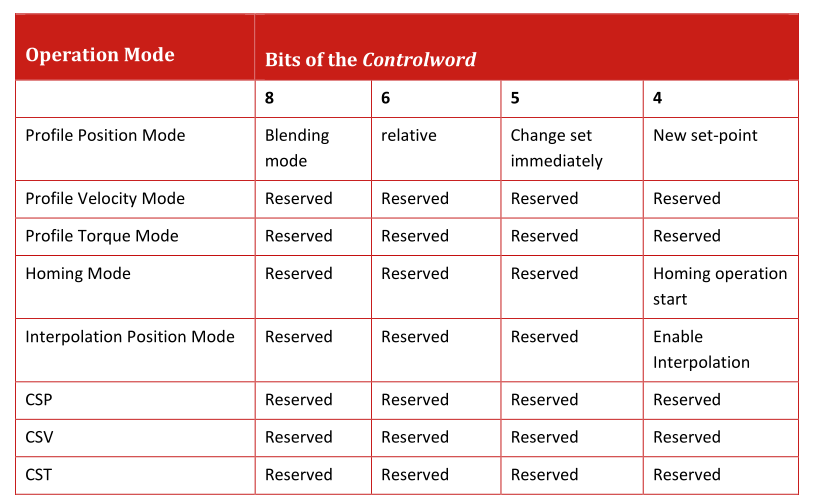 Operation Mode Bits of the Controlword
8 6 5 4
Profile Position Mode Blending relative Change set New set-point
mode immediately
Profile Velocity Mode Reserved Reserved Reserved Reserved
Profile Torque Mode Reserved Reserved Reserved Reserved
Homing Mode Reserved Reserved Reserved Homing operation
start
Interpolation Position Mode Reserved Reserved Reserved Enable
Interpolation
CSP Reserved Reserved Reserved Reserved
CSV Reserved Reserved Reserved Reserved
CST Reserved Reserved Reserved Reserved